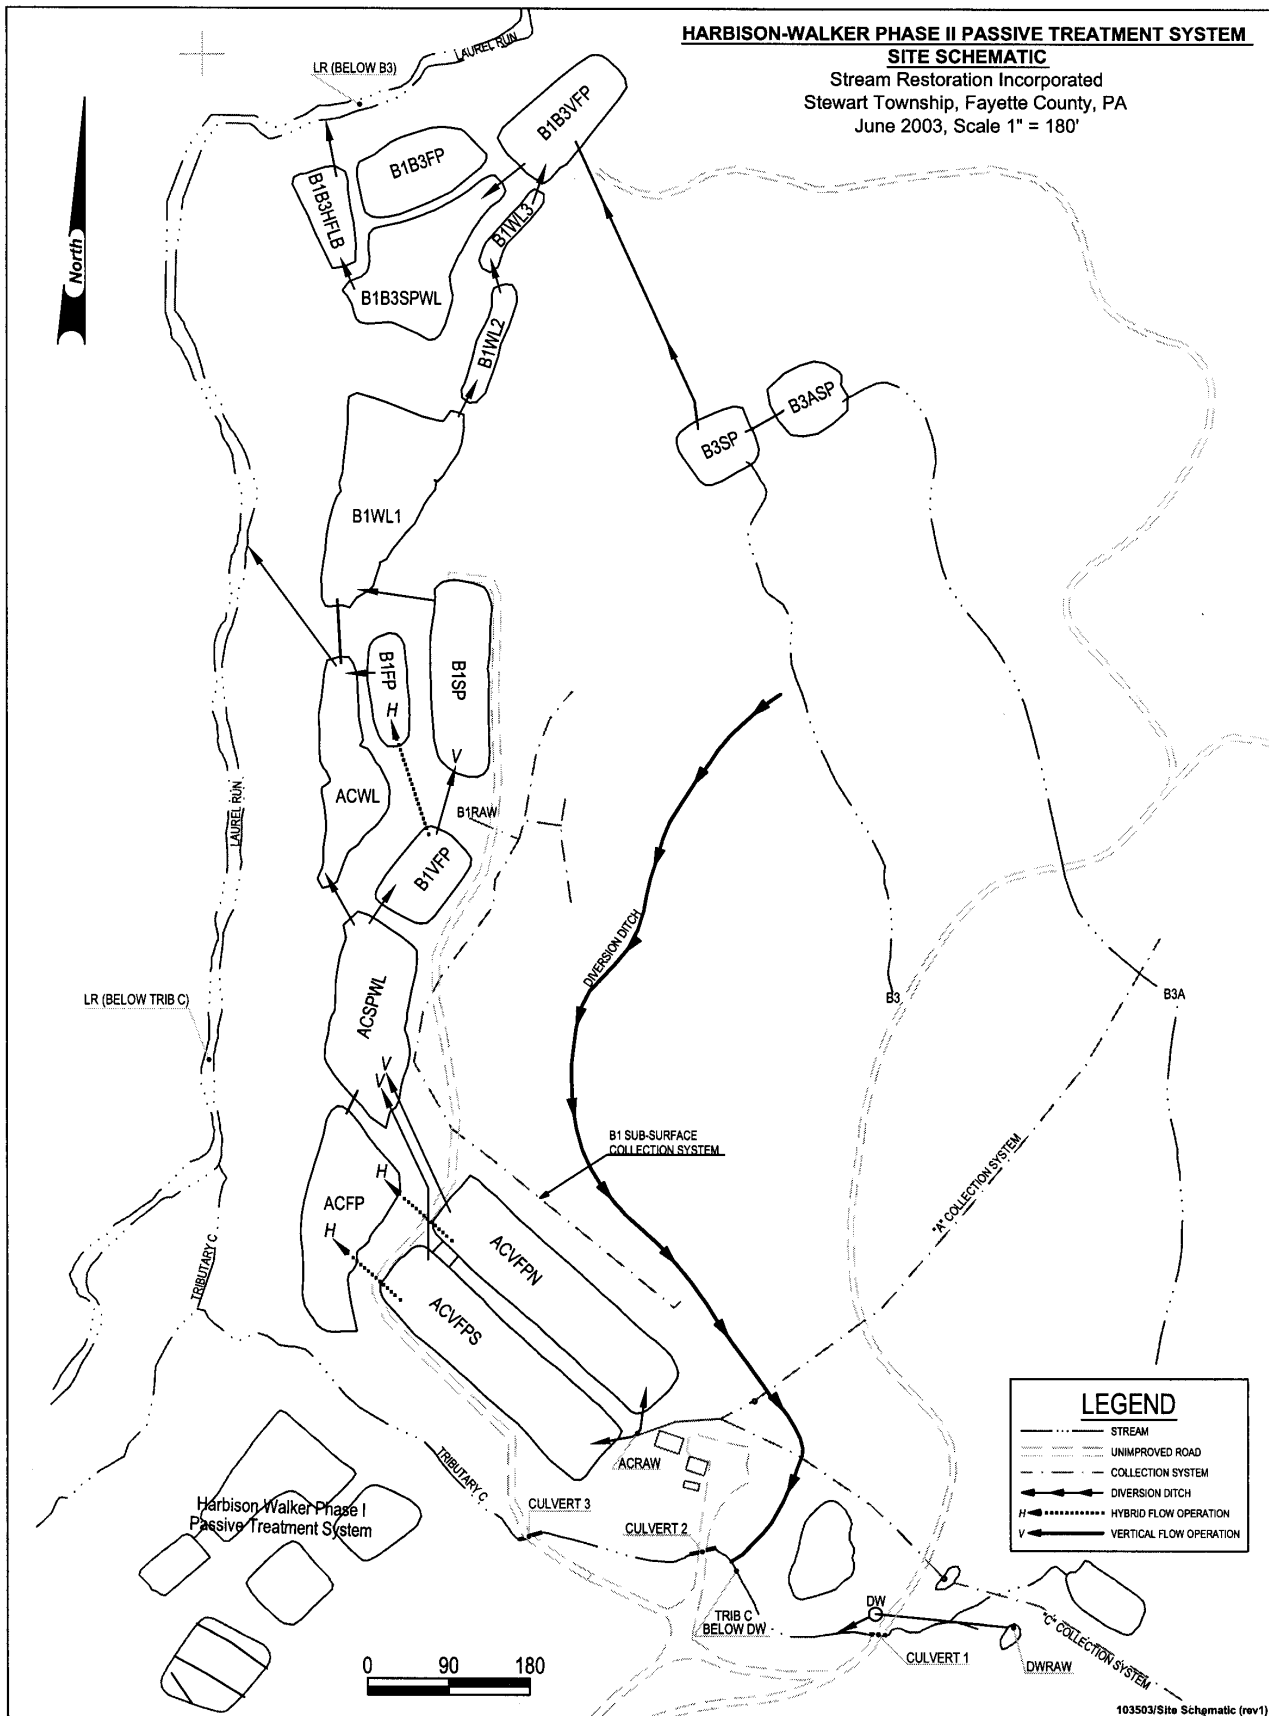 HARBISON-WALKER PHASE II PASSIVE TREATMENT SYSTEM
SITE SCHEMATIC
Stream Restoration Incorporated
Stewart Township, Fayette County, PA
June 2003, Scale 1" = 180'
LAUREL RUN
LR (BELOW B3)
B1B3VFP
B1B3FP
B1B3HFLB
B1WL3
North
B1B3SPWL
B1WL2
B3ASP
B3SP
B1WL1
B1FP
H
B1SP
V
ACWL
LAUREL RUN
B1RAW
B1VFP
DIVERSION DITCH
LR (BELOW TRIB C)
ACSPWL
B3
B3A
V
V
B1 SUB-SURFACE
COLLECTION SYSTEM
"A" COLLECTION SYSTEM
H
ACFP
H
ACVFPN
TRIBUTARY C
ACVFPS
LEGEND
STREAM
UNIMPROVED ROAD
COLLECTION SYSTEM
DIVERSION DITCH
H HYBRID FLOW OPERATION
V VERTICAL FLOW OPERATION
ACRAW
TRIBUTARY C
Harbison Walker Phase I
Passive Treatment System
CULVERT 3
CULVERT 2
TRIB C
BELOW DW
DW
CULVERT 1
DWRAW
"C" COLLECTION SYSTEM
0 90 180
103503/Site Schematic (rev1)